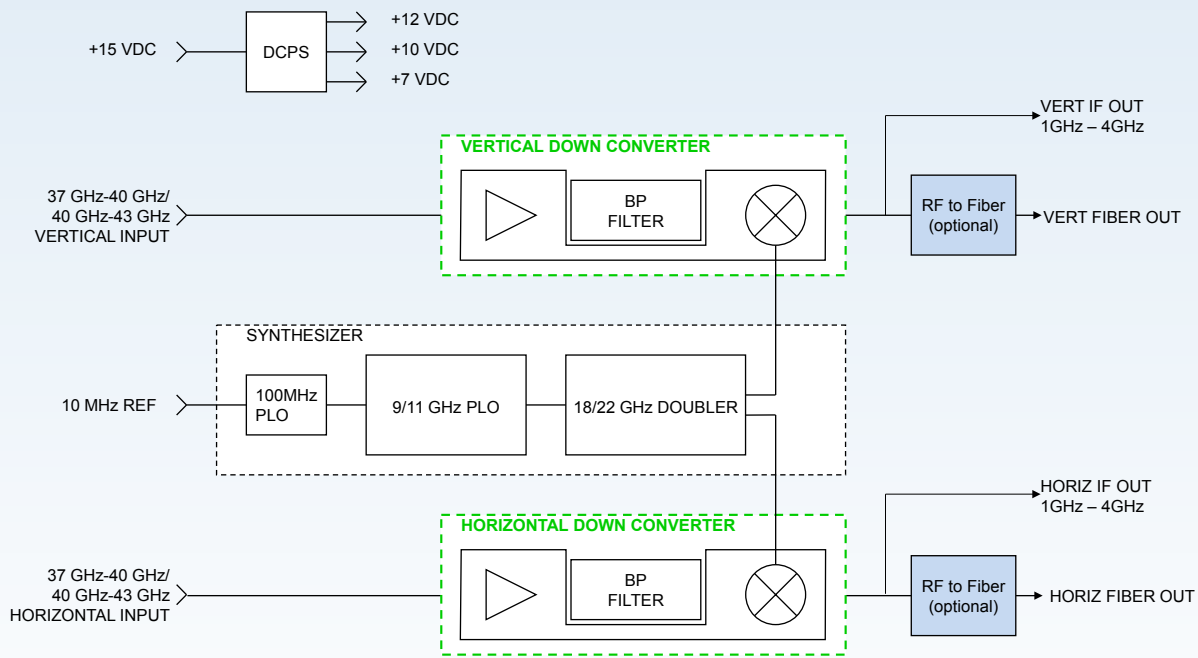 +15 VDC
DCPS
+12 VDC
+10 VDC
+7 VDC
VERT IF OUT
1GHz – 4GHz
VERTICAL DOWN CONVERTER
37 GHz-40 GHz/
40 GHz-43 GHz
VERTICAL INPUT
BP
FILTER
RF to Fiber
(optional)
VERT FIBER OUT
SYNTHESIZER
10 MHz REF
100MHz
PLO
9/11 GHz PLO
18/22 GHz DOUBLER
HORIZ IF OUT
1GHz – 4GHz
HORIZONTAL DOWN CONVERTER
37 GHz-40 GHz/
40 GHz-43 GHz
HORIZONTAL INPUT
BP
FILTER
RF to Fiber
(optional)
HORIZ FIBER OUT